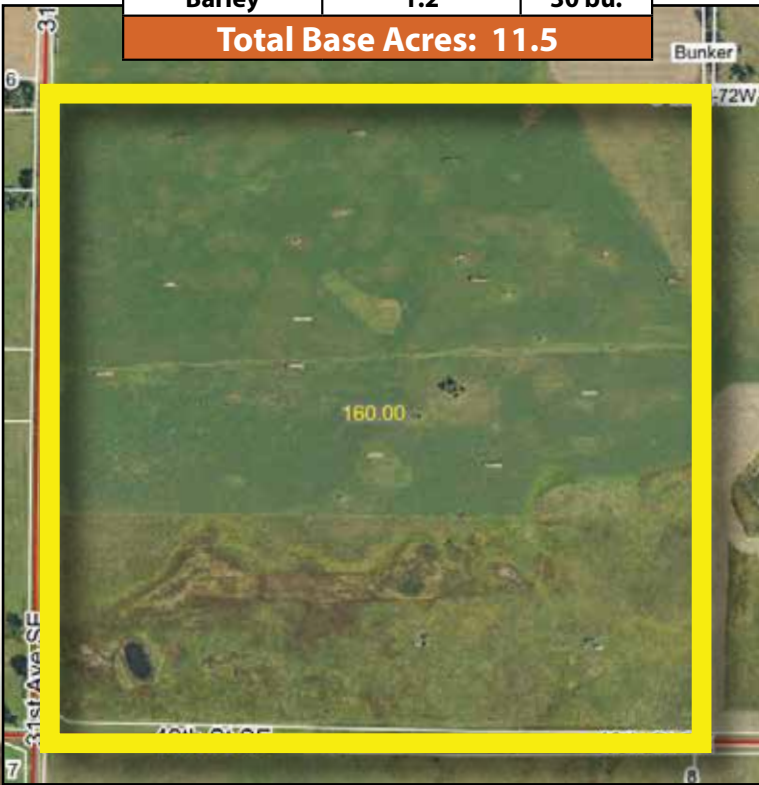 Barley 1.2 30 bu.
Total Base Acres: 11.5
31
Bunker
6
-72W
160.00
31st Ave SE
7
8